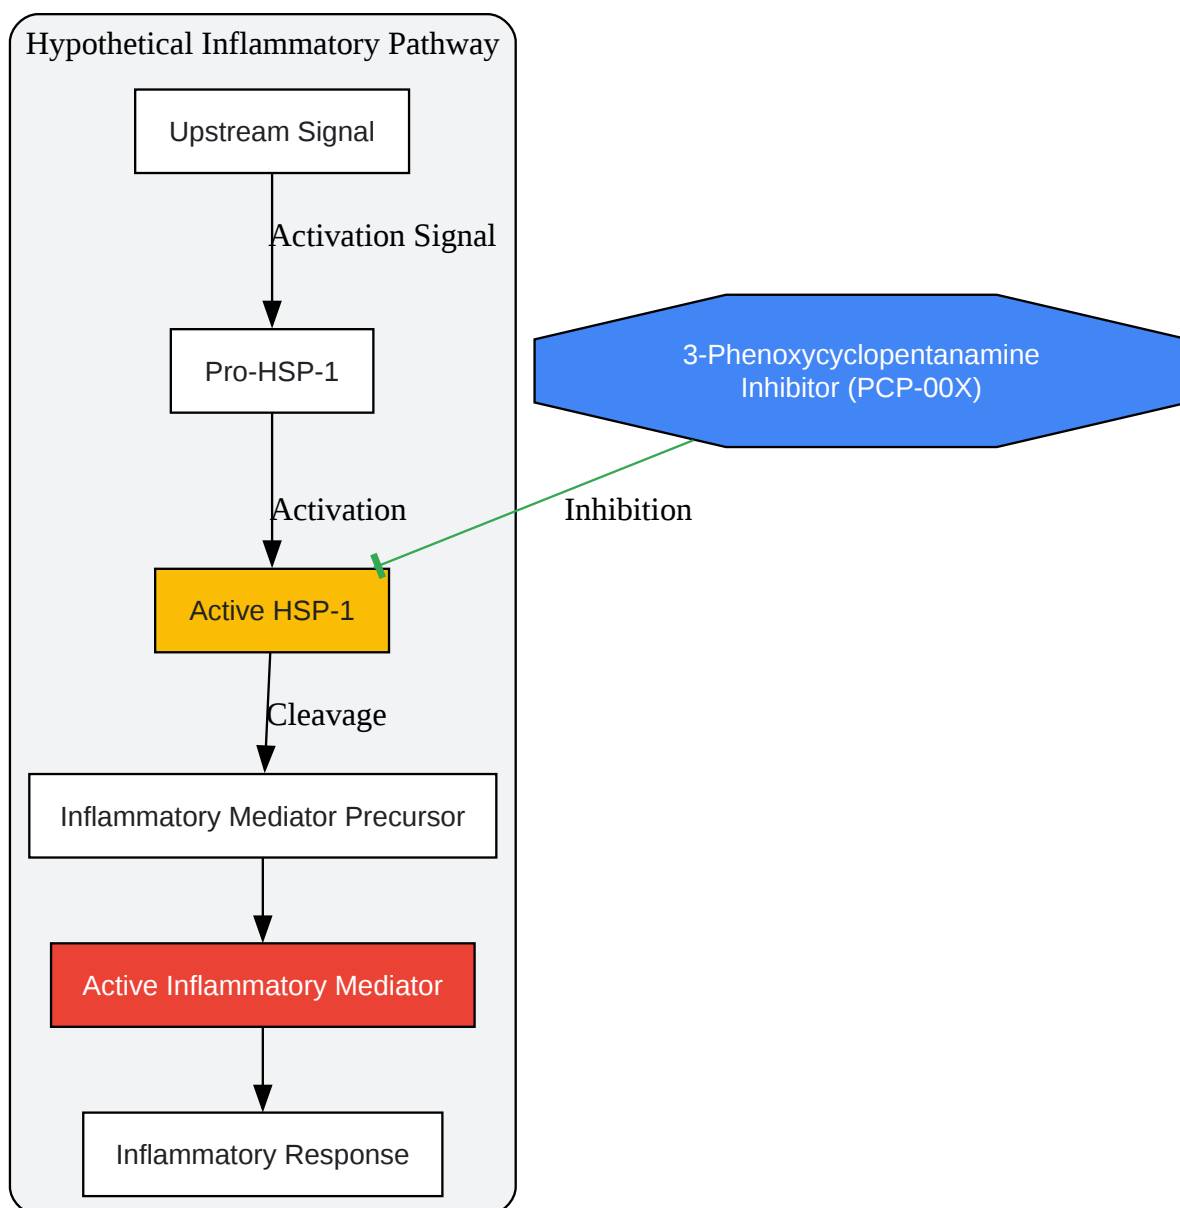 Hypothetical Inflammatory Pathway
Upstream Signal
Activation Signal
Pro-HSP-1
3-Phenoxycyclopentanamine
Inhibitor (PCP-00X)
Activation
Inhibition
Active HSP-1
Cleavage
Inflammatory Mediator Precursor
Active Inflammatory Mediator
Inflammatory Response